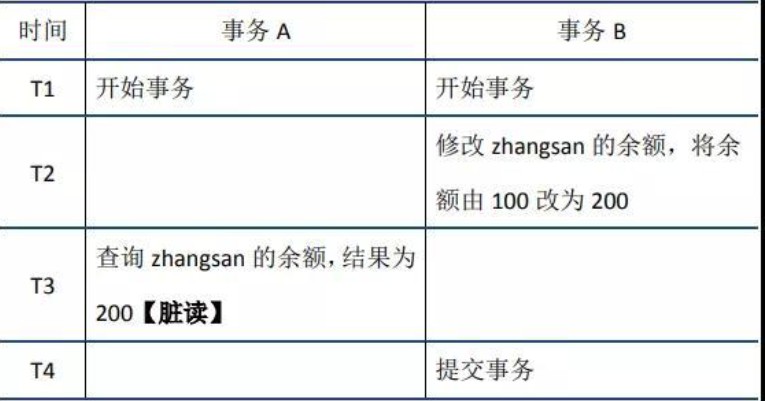 时间 事务 A 事务 B
T1 开始事务 开始事务
T2
修改 zhangsan 的余额，将余
额由 100 改为 200
T3
查询 zhangsan 的余额，结果为
200【脏读】
T4 提交事务